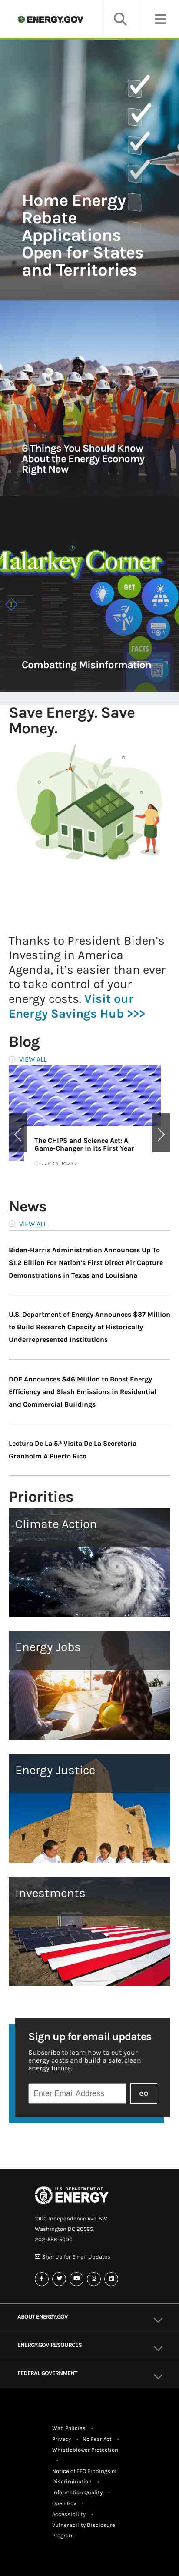 ENERGY.GOV
Home Energy
Rebate
Applications
Open for States
and Territories
6 Things You Should Know
About the Energy Economy
Right Now
Malarkey Corner
GET
FACTS
Combatting Misinformation
Save Energy. Save
Money.
Thanks to President Biden's
Investing in America
Agenda, it's easier than ever
to take control of your
energy costs. Visit our
Energy Savings Hub >>>
Blog
VIEW ALL
The CHIPS and Science Act: A
Game-Changer in its First Year
LEARN MORE
News
VIEW ALL
Biden-Harris Administration Announces Up To
$1.2 Billion For Nation's First Direct Air Capture
Demonstrations in Texas and Louisiana
U.S. Department of Energy Announces $37 Million
to Build Research Capacity at Historically
Underrepresented Institutions
DOE Announces $46 Million to Boost Energy
Efficiency and Slash Emissions in Residential
and Commercial Buildings
Lectura De La 5.ª Visita De La Secretaria
Granholm A Puerto Rico
Priorities
Climate Action
Energy Jobs
Energy Justice
Investments
Sign up for email updates
Subscribe to learn how to cut your
energy costs and build a safe, clean
energy future.
Enter Email Address
GO
U.S. DEPARTMENT OF
ENERGY
1000 Independence Ave. SW
Washington DC 20585
202-586-5000
Sign Up for Email Updates
ABOUT ENERGY.GOV
ENERGY.GOV RESOURCES
FEDERAL GOVERNMENT
Web Policies •
Privacy • No Fear Act •
Whistleblower Protection
•
Notice of EEO Findings of
Discrimination •
Information Quality •
Open Gov •
Accessibility •
Vulnerability Disclosure
Program